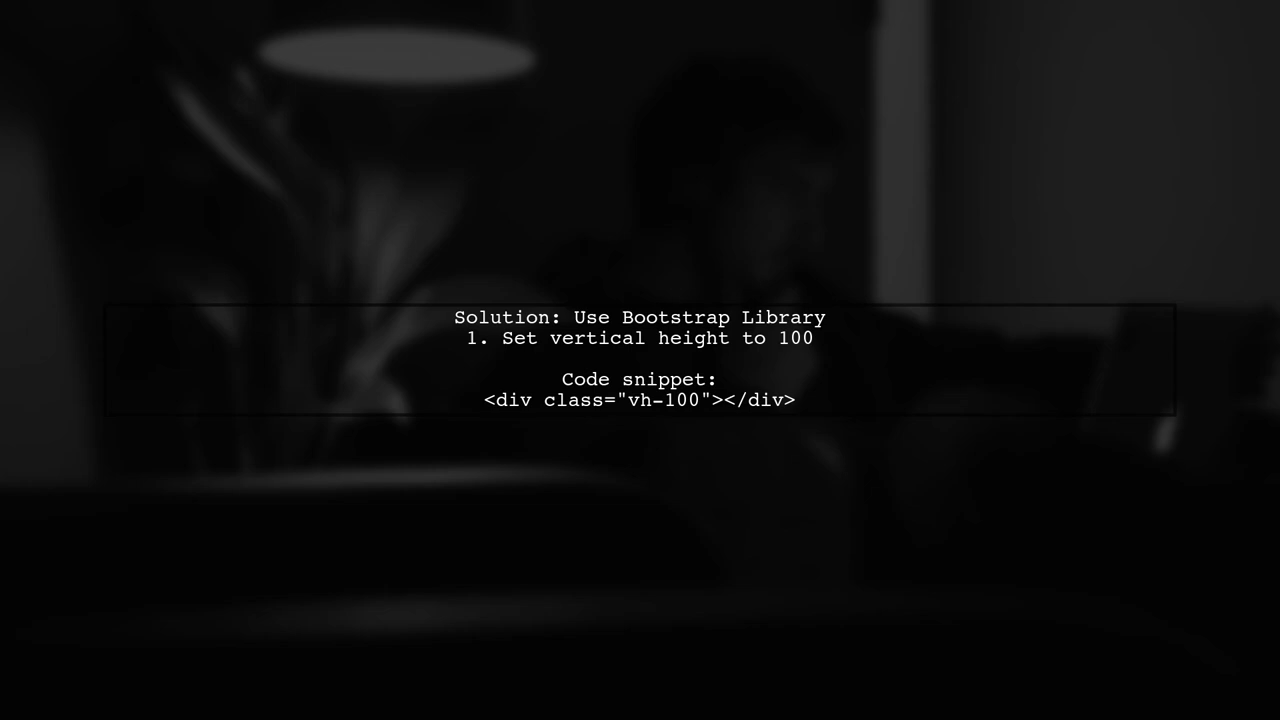 Solution: Use Bootstrap Library
1. Set vertical height to 100
Code snippet:
<div class="vh-100"></div>